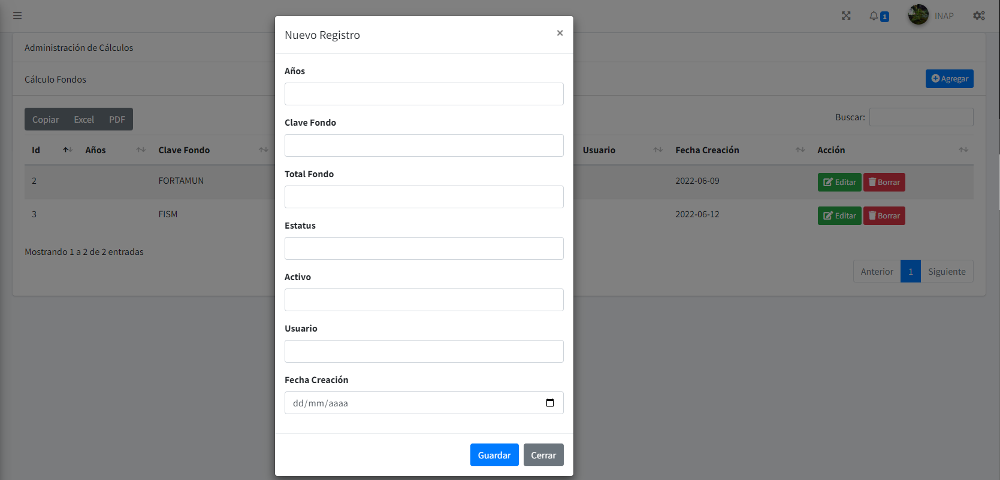 1
INAP
Nuevo Registro
×
Administración de Cálculos
Cálculo Fondos
Agregar
Copiar Excel PDF
Buscar:
Id Años Clave Fondo Usuario Fecha Creación Acción
2 FORTAMUN 2022-06-09 Editar Borrar
3 FISM 2022-06-12 Editar Borrar
Mostrando 1 a 2 de 2 entradas
Anterior 1 Siguiente
Años
Clave Fondo
Total Fondo
Estatus
Activo
Usuario
Fecha Creación
dd/mm/aaaa
Guardar Cerrar